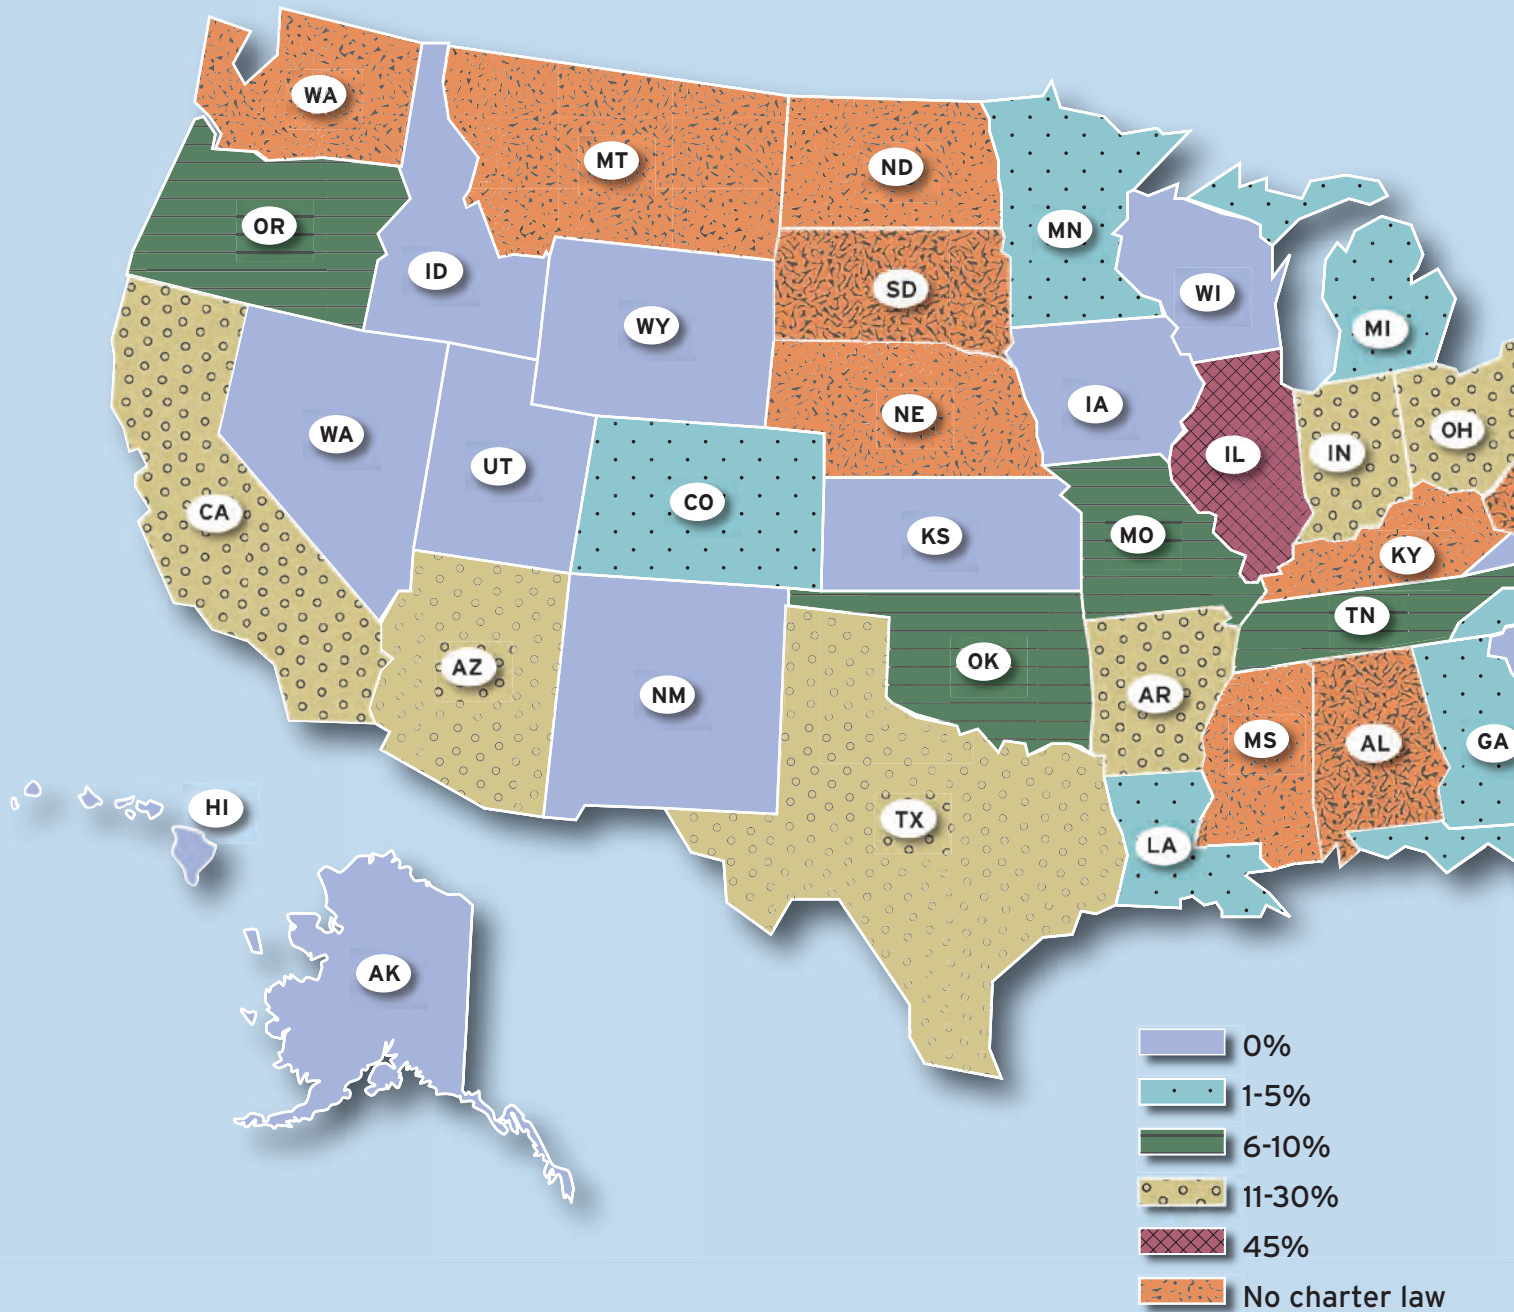 WA
MT
ND
MN
OR
ID
SD
WI
WY
MI
NE
IA
WA
OH
UT
IL
IN
CO
CA
KS
MO
KY
TN
AZ
OK
NM
AR
MS
AL
GA
HI
TX
LA
AK
0%
1-5%
6-10%
11-30%
45%
No charter law